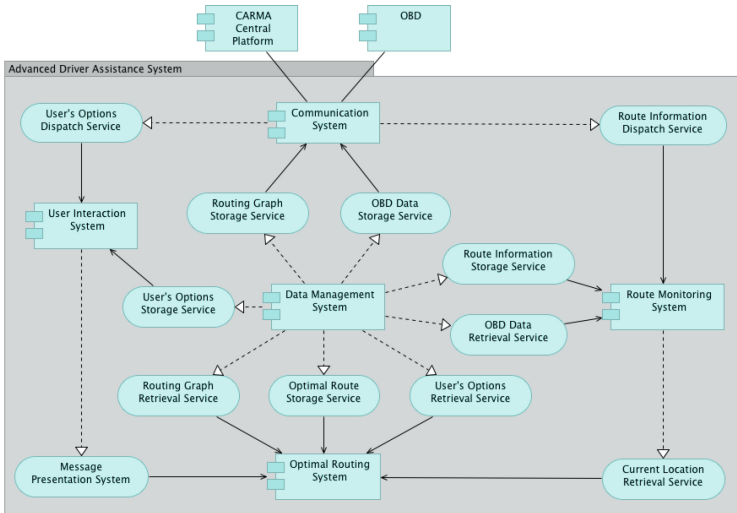 CARMA
Central
Platform
OBD
Advanced Driver Assistance System
User's Options
Dispatch Service
Communication
System
Route Information
Dispatch Service
Routing Graph
Storage Service
OBD Data
Storage Service
User Interaction
System
Route Information
Storage Service
User's Options
Storage Service
Data Management
System
Route Monitoring
System
OBD Data
Retrieval Service
Routing Graph
Retrieval Service
Optimal Route
Storage Service
User's Options
Retrieval Service
Message
Presentation System
Optimal Routing
System
Current Location
Retrieval Service